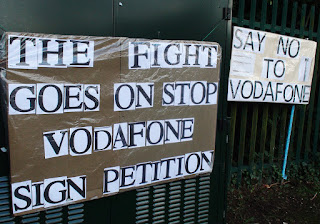 THE FIGHT
GOES ON STOP
VODAFONE
SIGN PETITION
SAY NO
TO
VODAFONE